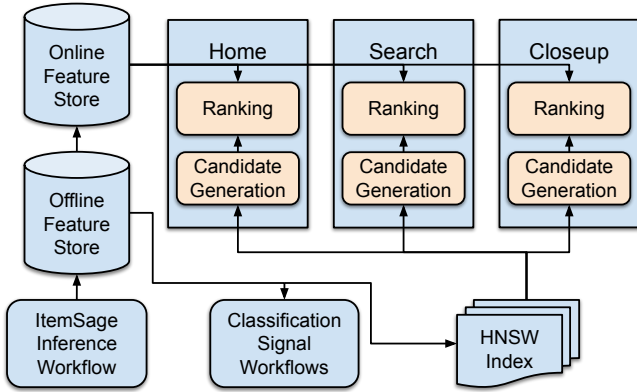 Online
Feature
Store
Home
Search
Closeup
Ranking
Ranking
Ranking
Candidate
Generation
Candidate
Generation
Candidate
Generation
Offline
Feature
Store
ItemSage
Inference
Workflow
Classification
Signal
Workflows
HNSW
Index